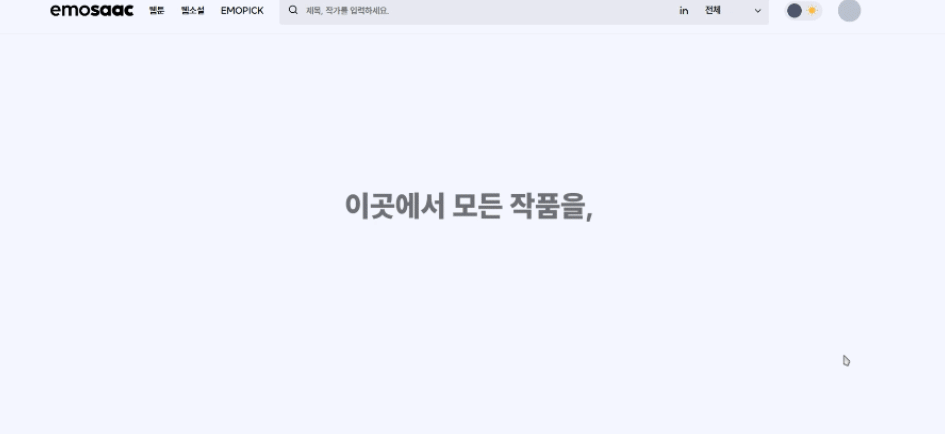 emosaac 웹툰 웹소설 EMOPICK 제목, 작가를 입력하세요. in 전체
이곳에서 모든 작품을,